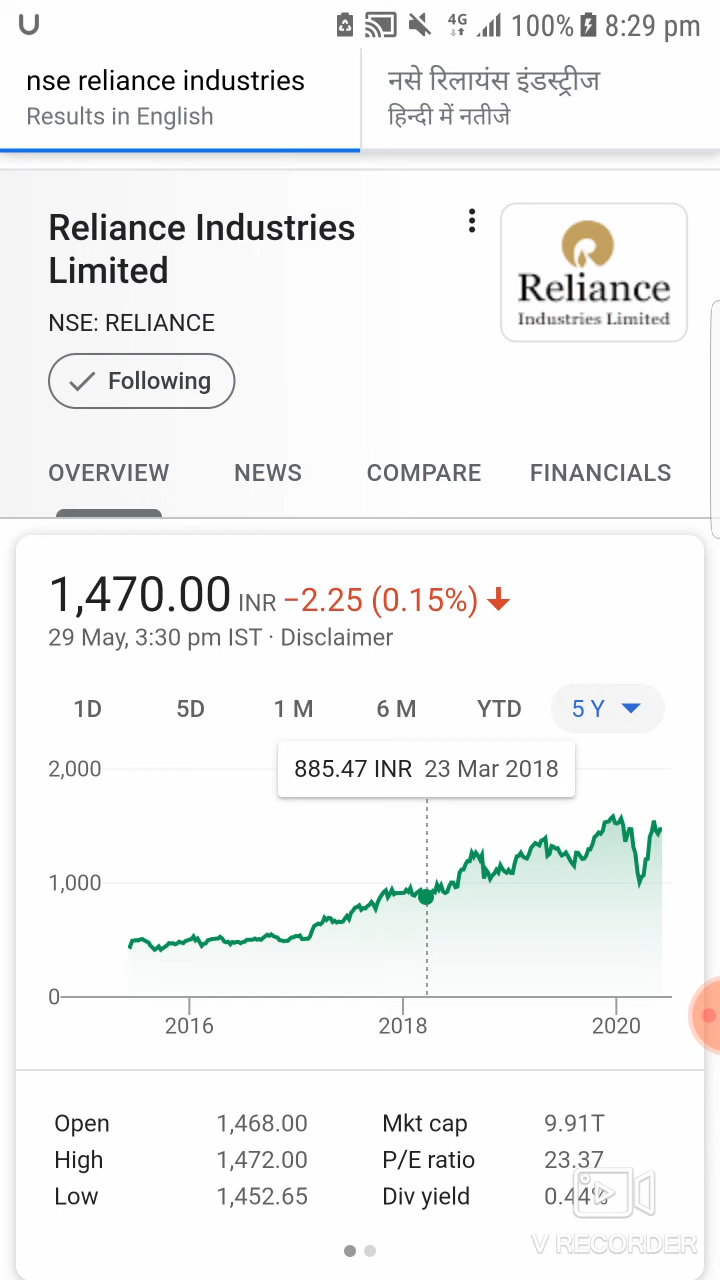 U 4G 100% 8:29 pm
nse reliance industries
Results in English
नसे रिलायंस इंडस्ट्रीज
हिन्दी में नतीजे
Reliance Industries
Limited
NSE: RELIANCE
Following
Reliance
Industries Limited
OVERVIEW NEWS COMPARE FINANCIALS
1,470.00 INR −2.25 (0.15%)
29 May, 3:30 pm IST · Disclaimer
1D 5D 1 M 6 M YTD 5 Y
885.47 INR 23 Mar 2018
2,000
1,000
0
2016 2018 2020
Open 1,468.00 Mkt cap 9.91T
High 1,472.00 P/E ratio 23.37
Low 1,452.65 Div yield 0.44%
V RECORDER